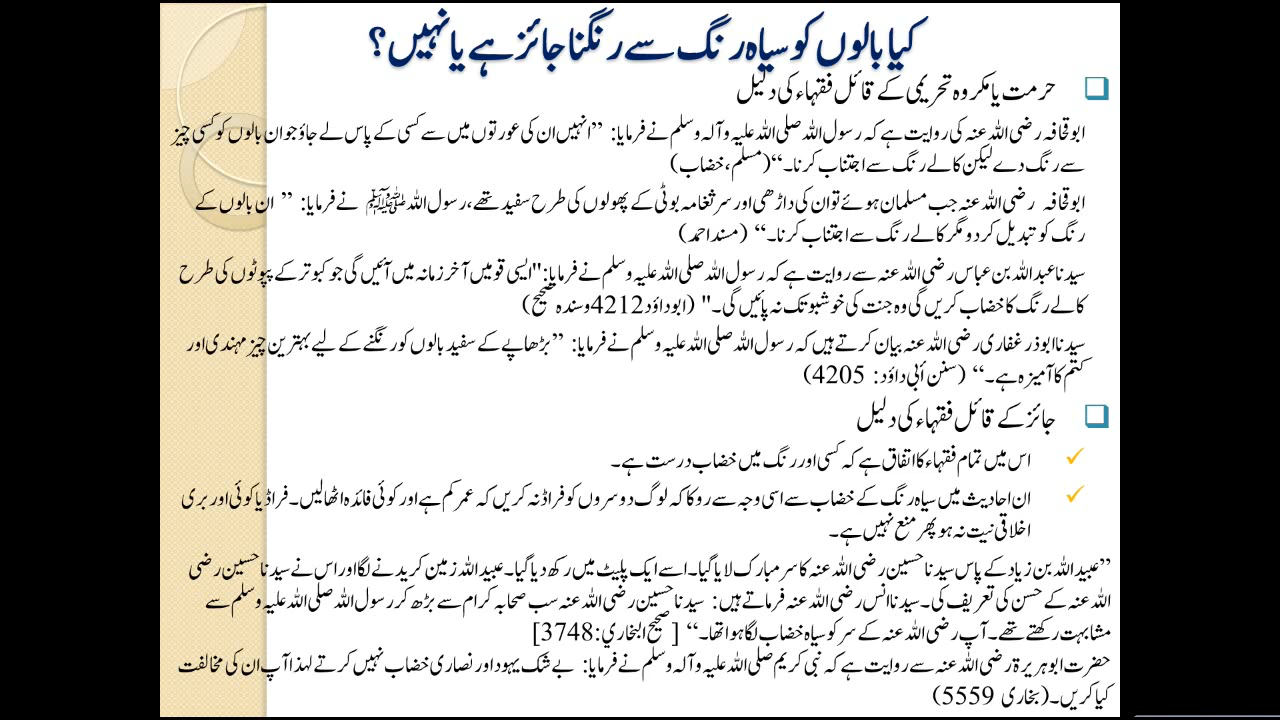 کیا بالوں کو سیاہ رنگ سے رنگنا جائز ہے یا نہیں؟
حرمت یا مکروہ تحریمی کے قائل فقہاء کی دلیل
ابو قحافہ رضی اللہ عنہ کی روایت ہے کہ رسول اللہ صلی اللہ علیہ وآلہ وسلم نے فرمایا: ”انہیں ان کی عورتوں میں سے کسی کے پاس لے جاؤ جو ان بالوں کو کسی چیز
سے رنگ دے لیکن کالے رنگ سے اجتناب کرنا۔“ (مسلم، خضاب)
ابو قحافہ رضی اللہ عنہ جب مسلمان ہوئے تو ان کی داڑھی اور سر ثغامہ بوٹی کے پھولوں کی طرح سفید تھے، رسول اللہ ﷺ نے فرمایا: ” ان بالوں کے
رنگ کو تبدیل کر دو مگر کالے رنگ سے اجتناب کرنا۔“ (مسند احمد)
سیدنا عبد اللہ بن عباس رضی اللہ عنہ سے روایت ہے کہ رسول اللہ صلی اللہ علیہ وسلم نے فرمایا: "ایسی قومیں آخر زمانہ میں آئیں گی جو کبوتر کے پپوٹوں کی طرح
کالے رنگ کا خضاب کریں گی وہ جنت کی خوشبو تک نہ پائیں گی۔" (ابو داؤد 4212 وسندہ صحیح)
سیدنا ابو ذر غفاری رضی اللہ عنہ بیان کرتے ہیں کہ رسول اللہ صلی اللہ علیہ وسلم نے فرمایا: ”بڑھاپے کے سفید بالوں کو رنگنے کے لیے بہترین چیز مہندی اور
کتم کا آمیزہ ہے۔“ (سنن أبی داؤد: 4205)
جائز کے قائل فقہاء کی دلیل
اس میں تمام فقہاء کا اتفاق ہے کہ کسی اور رنگ میں خضاب درست ہے۔
ان احادیث میں سیاہ رنگ کے خضاب سے اسی وجہ سے روکا کہ لوگ دوسروں کو فراڈ نہ کریں کہ عمر کم ہے اور کوئی فائدہ اٹھالیں۔ فراڈ یا کوئی اور بری
اخلاقی نیت نہ ہو پھر منع نہیں ہے۔
”عبید اللہ بن زیاد کے پاس سیدنا حسین رضی اللہ عنہ کا سر مبارک لایا گیا۔ اسے ایک پلیٹ میں رکھ دیا گیا۔ عبید اللہ زمین کریدنے لگا اور اس نے سیدنا حسین رضی
اللہ عنہ کے حسن کی تعریف کی۔ سیدنا انس رضی اللہ عنہ فرماتے ہیں: سیدنا حسین رضی اللہ عنہ سب صحابہ کرام سے بڑھ کر رسول اللہ صلی اللہ علیہ وسلم سے
مشابہت رکھتے تھے۔ آپ رضی اللہ عنہ کے سر کو سیاہ خضاب لگا ہوا تھا۔“ [صحیح البخاري: 3748]
حضرت ابو ہریرۃ رضی اللہ عنہ سے روایت ہے کہ نبی کریم صلی اللہ علیہ وآلہ وسلم نے فرمایا: بے شک یہود اور نصاری خضاب نہیں کرتے لہذا آپ ان کی مخالفت
کیا کریں۔ (بخاری 5559)